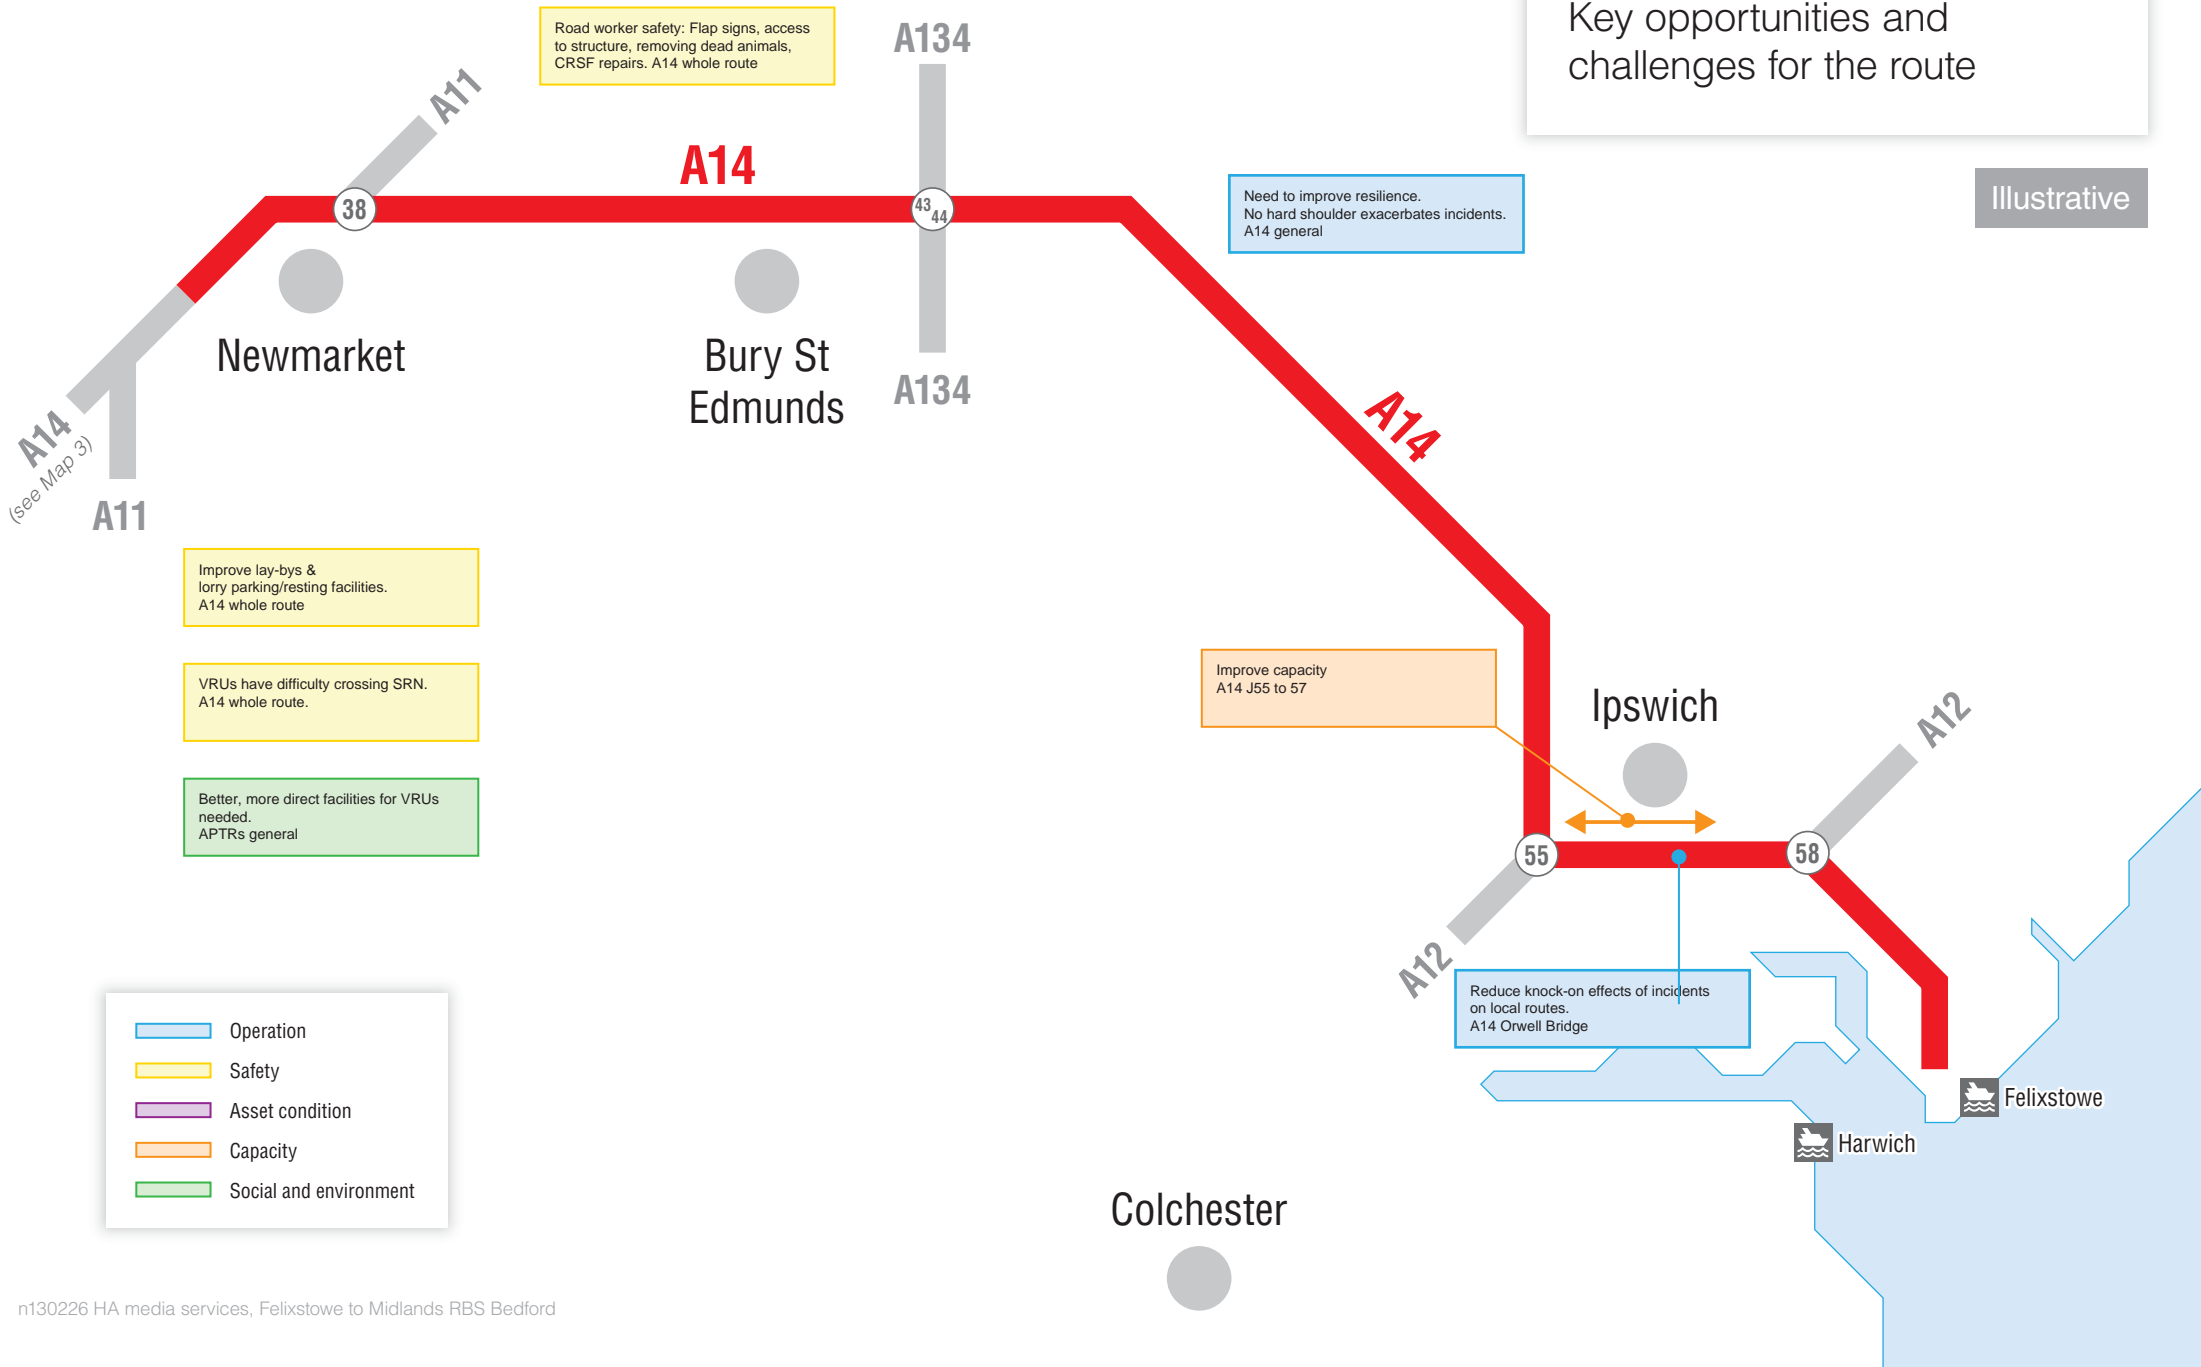 Key opportunities and
challenges for the route
Illustrative
Road worker safety: Flap signs, access
to structure, removing dead animals,
CRSF repairs. A14 whole route
A134
A11
A14
38
43
44
Need to improve resilience.
No hard shoulder exacerbates incidents.
A14 general
Newmarket
Bury St
Edmunds
A134
A14
A14
(see Map 3)
A11
Improve lay-bys &
lorry parking/resting facilities.
A14 whole route
VRUs have difficulty crossing SRN.
A14 whole route.
Better, more direct facilities for VRUs
needed.
APTRs general
Improve capacity
A14 J55 to 57
Ipswich
A12
55
58
A12
Reduce knock-on effects of incidents
on local routes.
A14 Orwell Bridge
Felixstowe
Harwich
Colchester
Operation
Safety
Asset condition
Capacity
Social and environment
n130226 HA media services, Felixstowe to Midlands RBS Bedford